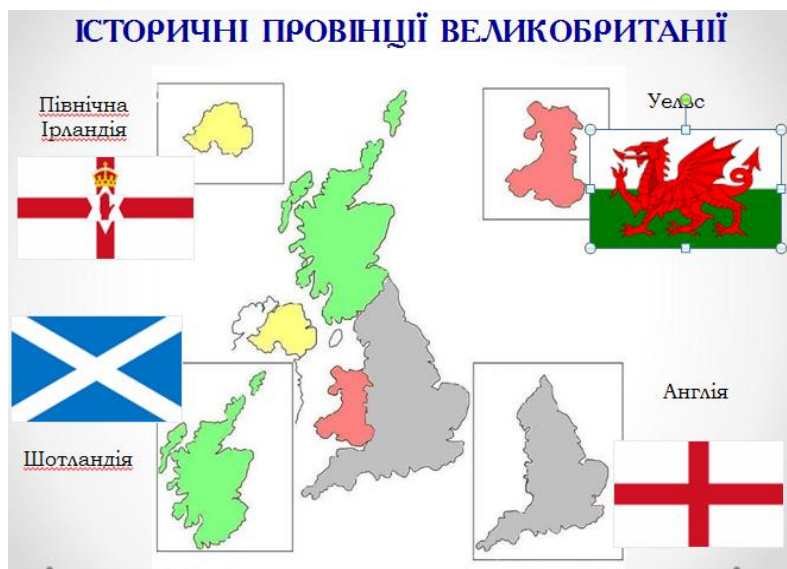 ІСТОРИЧНІ ПРОВІНЦІЇ ВЕЛИКОБРИТАНІЇ
Північна
Ірландія
Уельс
Шотландія
Англія